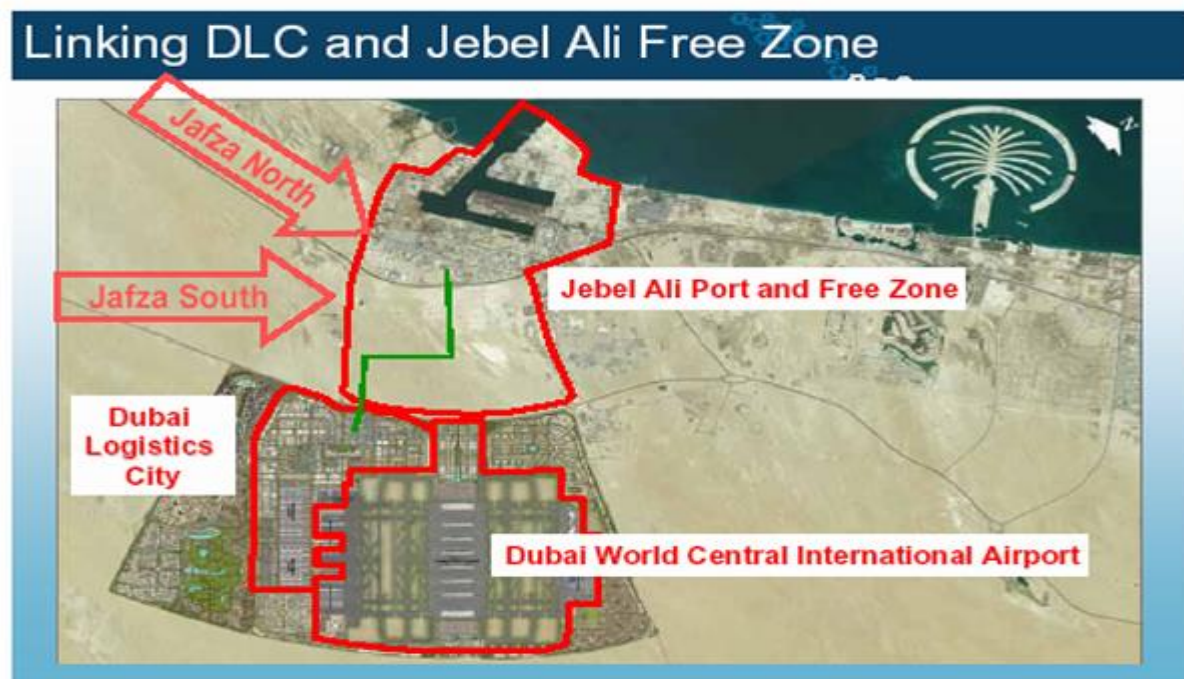 Linking DLC and Jebel Ali Free Zone
Jafza North
Jafza South
Jebel Ali Port and Free Zone
Dubai
Logistics
City
Dubai World Central International Airport
N